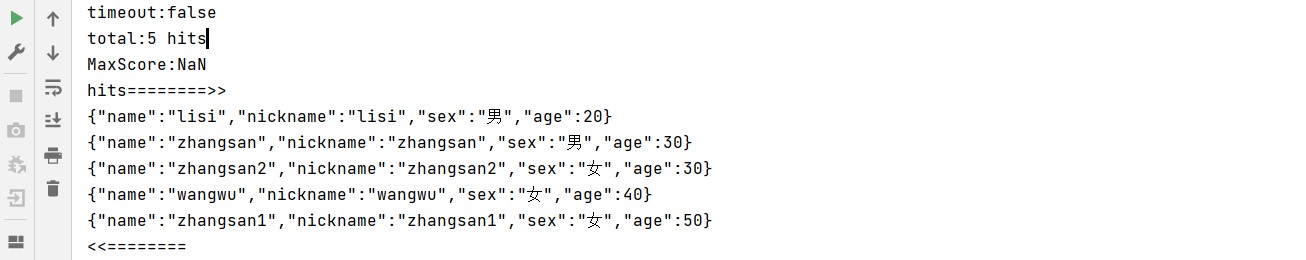 timeout:false
total:5 hits
MaxScore:NaN
hits========>>
{"name":"lisi","nickname":"lisi","sex":"男","age":20}
{"name":"zhangsan","nickname":"zhangsan","sex":"男","age":30}
{"name":"zhangsan2","nickname":"zhangsan2","sex":"女","age":30}
{"name":"wangwu","nickname":"wangwu","sex":"女","age":40}
{"name":"zhangsan1","nickname":"zhangsan1","sex":"女","age":50}
<<========